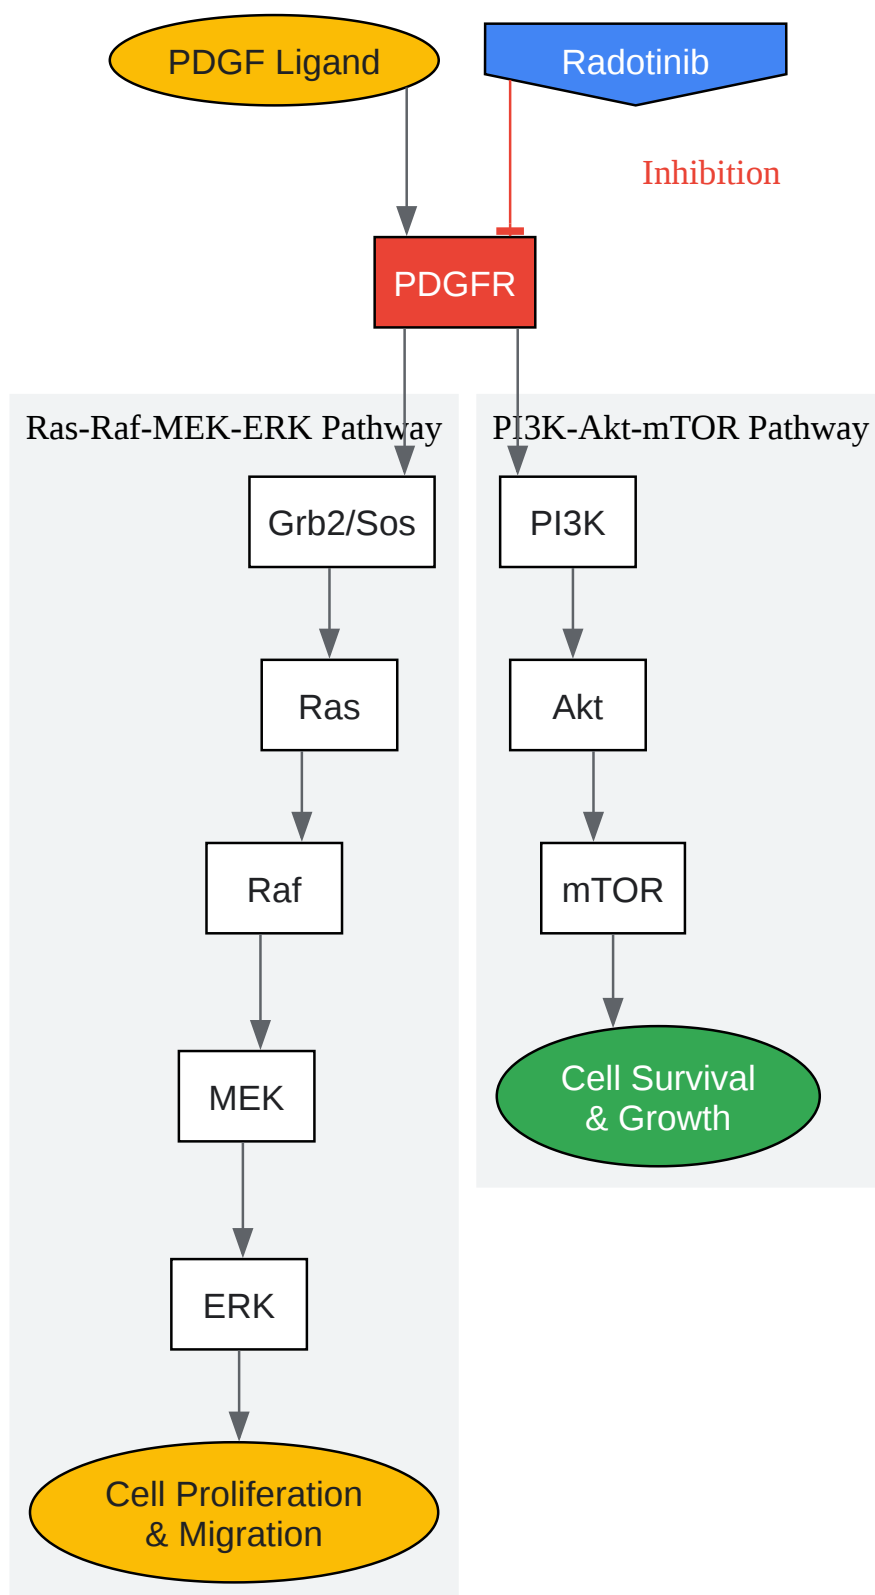 PDGF Ligand
Radotinib
Inhibition
PDGFR
Ras-Raf-MEK-ERK Pathway
PI3K-Akt-mTOR Pathway
Grb2/Sos
PI3K
Ras
Akt
Raf
mTOR
MEK
Cell Survival
& Growth
ERK
Cell Proliferation
& Migration